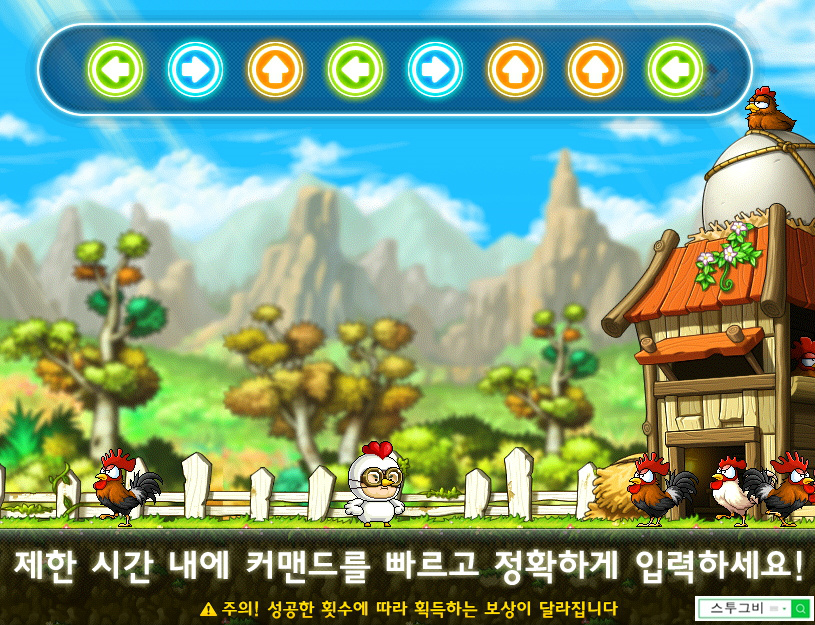 제한 시간 내에 커맨드를 빠르고 정확하게 입력하세요!
주의! 성공한 횟수에 따라 획득하는 보상이 달라집니다
스투그비